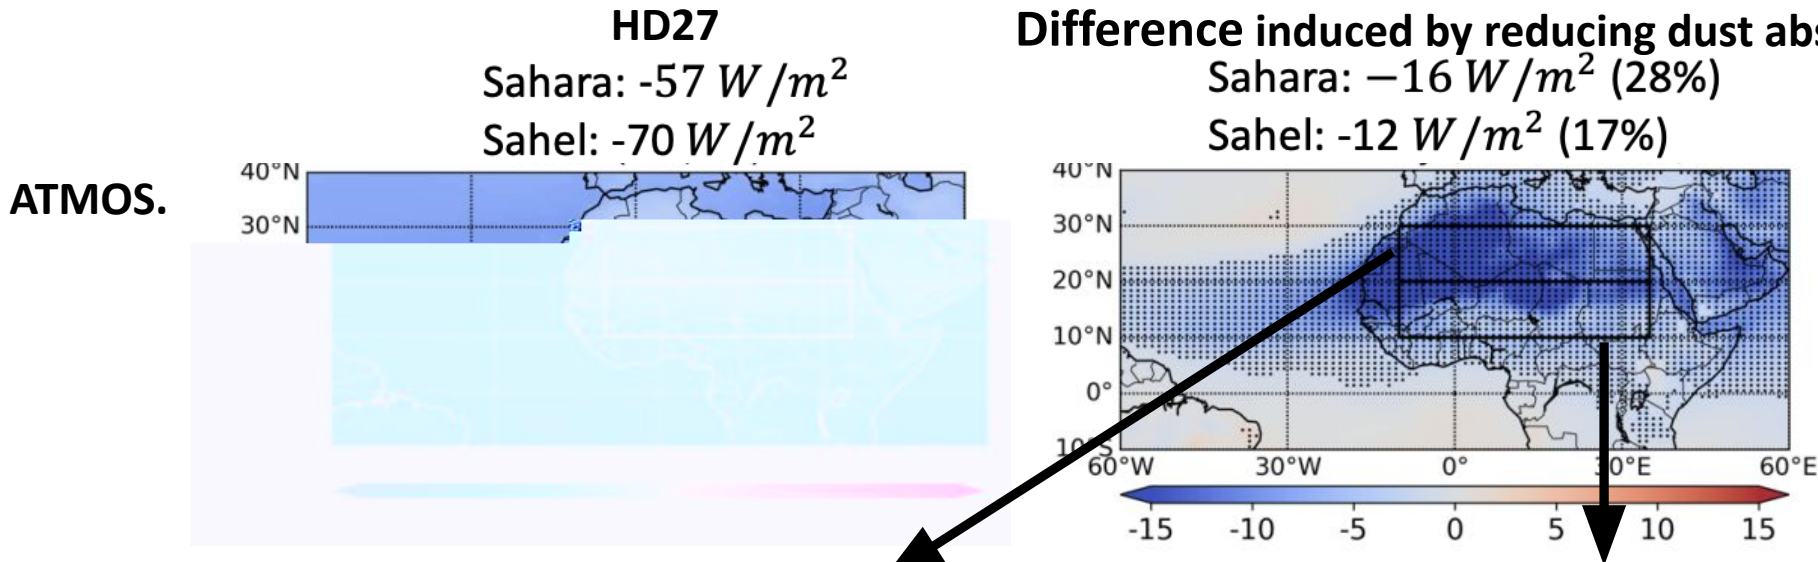 HD27
Sahara: -57 W/m²
Sahel: -70 W/m²
Difference induced by reducing dust abs
Sahara: −16 W/m² (28%)
Sahel: -12 W/m² (17%)
ATMOS.
40°N
30°N
40°N
30°N
20°N
10°N
0°
10°S
60°W 30°W 0° 30°E 60°E
-15 -10 -5 0 5 10 15